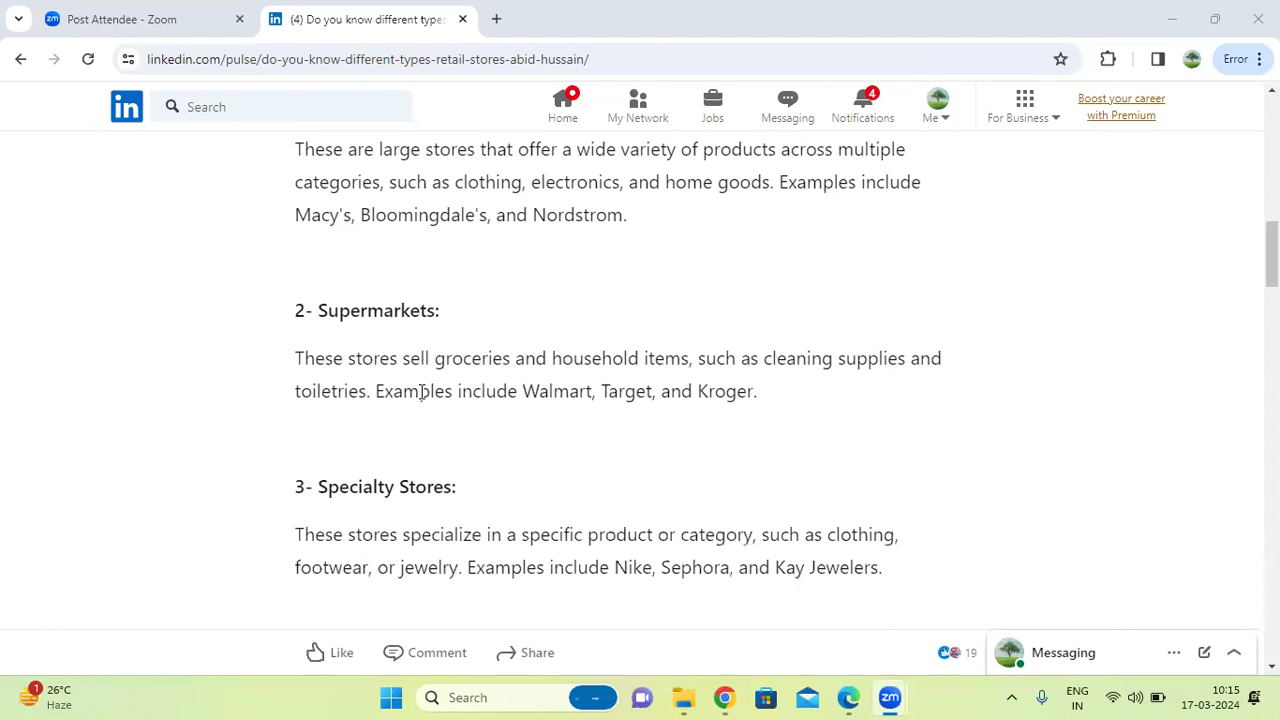 Post Attendee - Zoom
(4) Do you know different types
linkedin.com/pulse/do-you-know-different-types-retail-stores-abid-hussain/
Error
in
Search
Home
My Network
Jobs
Messaging
4
Notifications
Me
For Business
Boost your career
with Premium
These are large stores that offer a wide variety of products across multiple
categories, such as clothing, electronics, and home goods. Examples include
Macy's, Bloomingdale's, and Nordstrom.
2- Supermarkets:
These stores sell groceries and household items, such as cleaning supplies and
toiletries. Examples include Walmart, Target, and Kroger.
3- Specialty Stores:
These stores specialize in a specific product or category, such as clothing,
footwear, or jewelry. Examples include Nike, Sephora, and Kay Jewelers.
Like
Comment
Share
19
Messaging
1
26°C
Haze
Search
zm
ENG
IN
10:15
17-03-2024